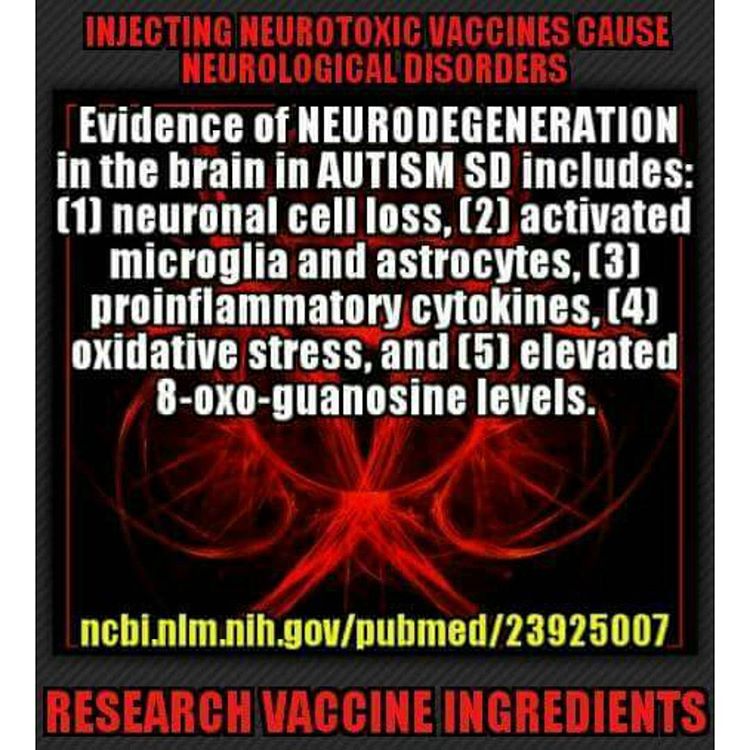 INJECTING NEUROTOXIC VACCINES CAUSE
NEUROLOGICAL DISORDERS
Evidence of NEURODEGENERATION
in the brain in AUTISM SD includes:
(1) neuronal cell loss, (2) activated
microglia and astrocytes, (3)
proinflammatory cytokines, (4)
oxidative stress, and (5) elevated
8-oxo-guanosine levels.
ncbi.nlm.nih.gov/pubmed/23925007
RESEARCH VACCINE INGREDIENTS